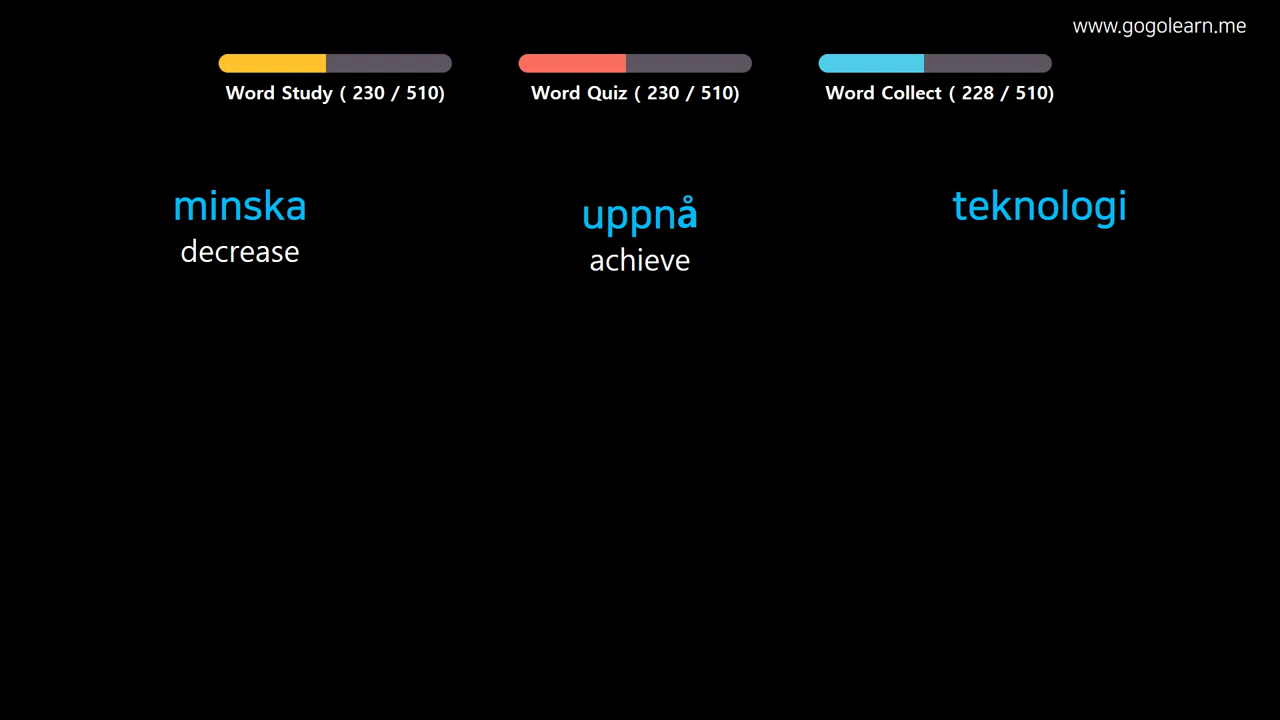 www.gogolearn.me
Word Study ( 230 / 510)
Word Quiz ( 230 / 510)
Word Collect ( 228 / 510)
minska
decrease
uppnå
achieve
teknologi